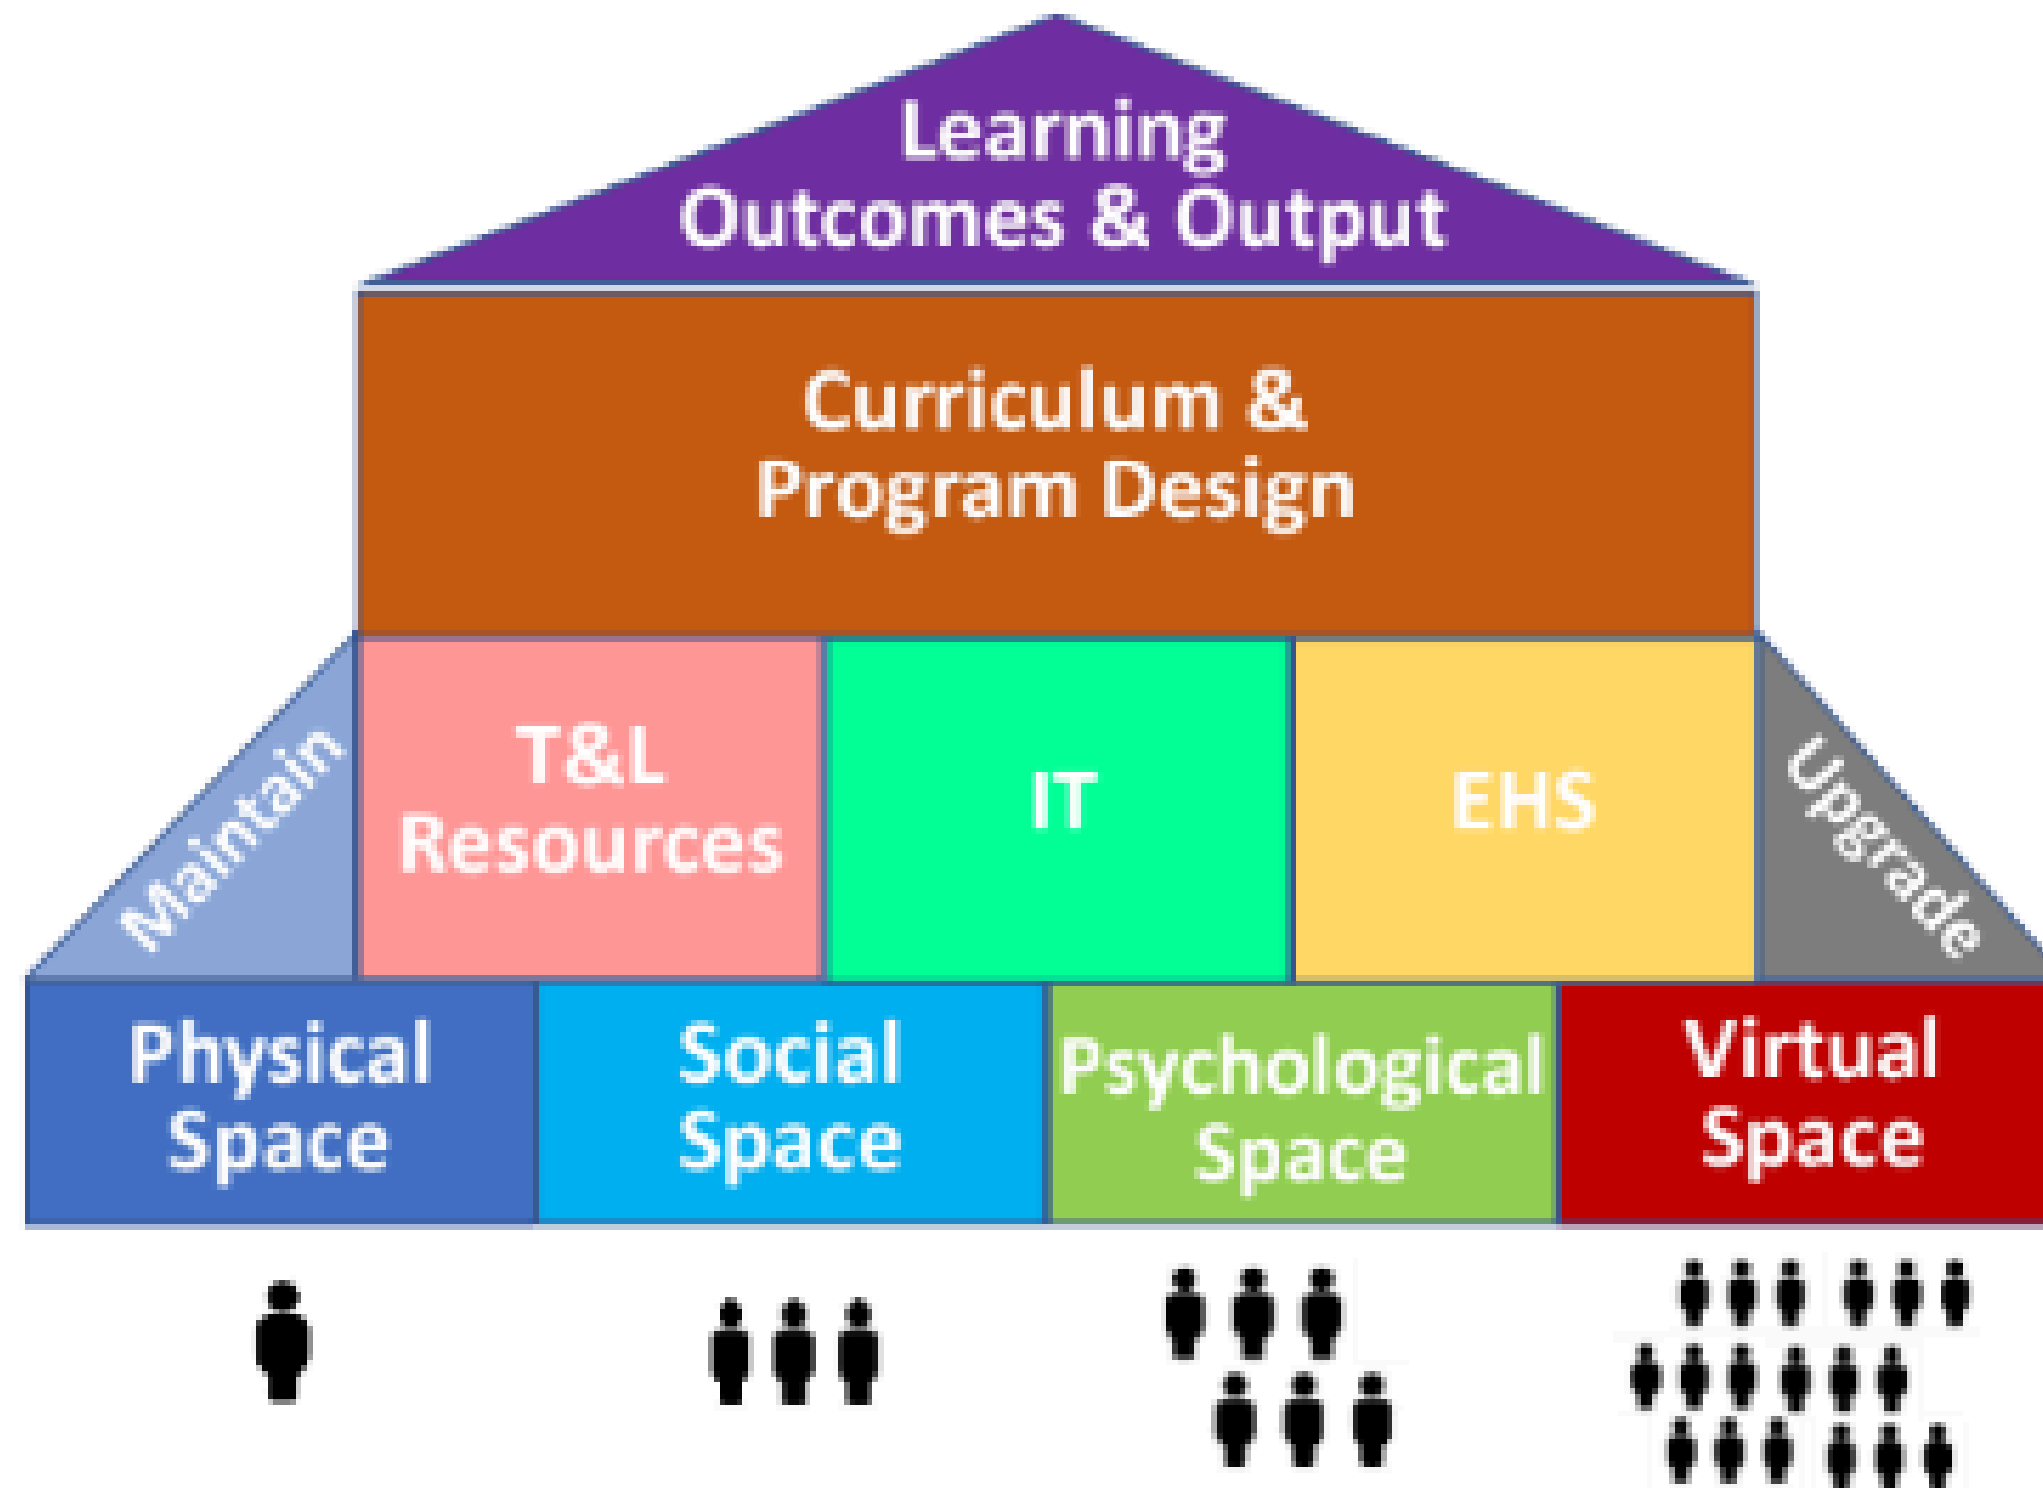 Learning
Outcomes & Output
Curriculum &
Program Design
Maintain
T&L
Resources
IT
EHS
Upgrade
Physical
Space
Social
Space
Psychological
Space
Virtual
Space